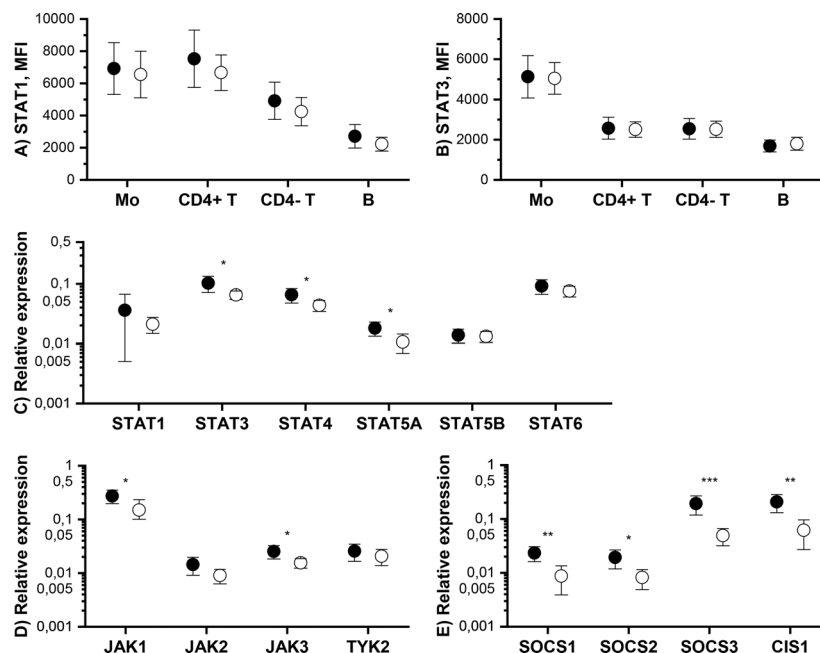 A) STAT1, MFI
10000
8000
6000
4000
2000
0
Mo CD4+ T CD4- T B
B) STAT3, MFI
8000
6000
4000
2000
0
Mo CD4+ T CD4- T B
C) Relative expression
0,5
0,1
0,05
0,01
0,005
0,001
* * *
STAT1 STAT3 STAT4 STAT5A STAT5B STAT6
D) Relative expression
1
0,5
0,1
0,05
0,01
0,005
0,001
* *
JAK1 JAK2 JAK3 TYK2
E) Relative expression
1
0,5
0,1
0,05
0,01
0,005
0,001
** * *** **
SOCS1 SOCS2 SOCS3 CIS1